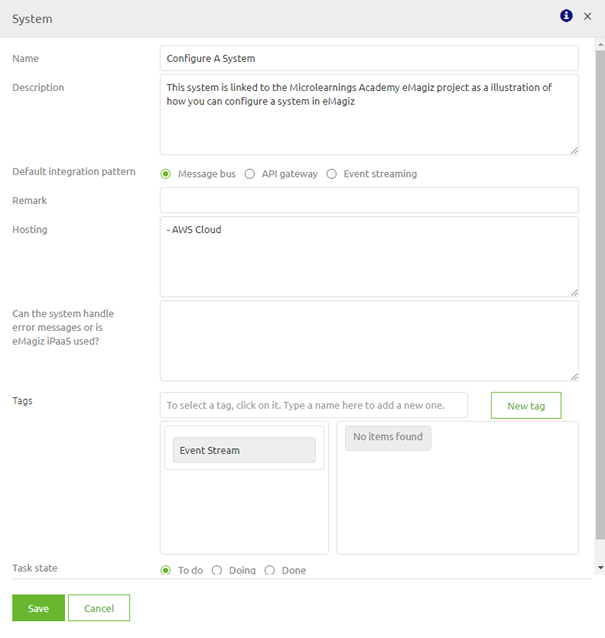 System
Name
Configure A System
Description
This system is linked to the Microlearnings Academy eMagiz project as a illustration of
how you can configure a system in eMagiz
Default integration pattern
Message bus
API gateway
Event streaming
Remark
Hosting
- AWS Cloud
Can the system handle
error messages or is
eMagiz iPaaS used?
Tags
To select a tag, click on it. Type a name here to add a new one.
New tag
Event Stream
No items found
Task state
To do
Doing
Done
Save
Cancel